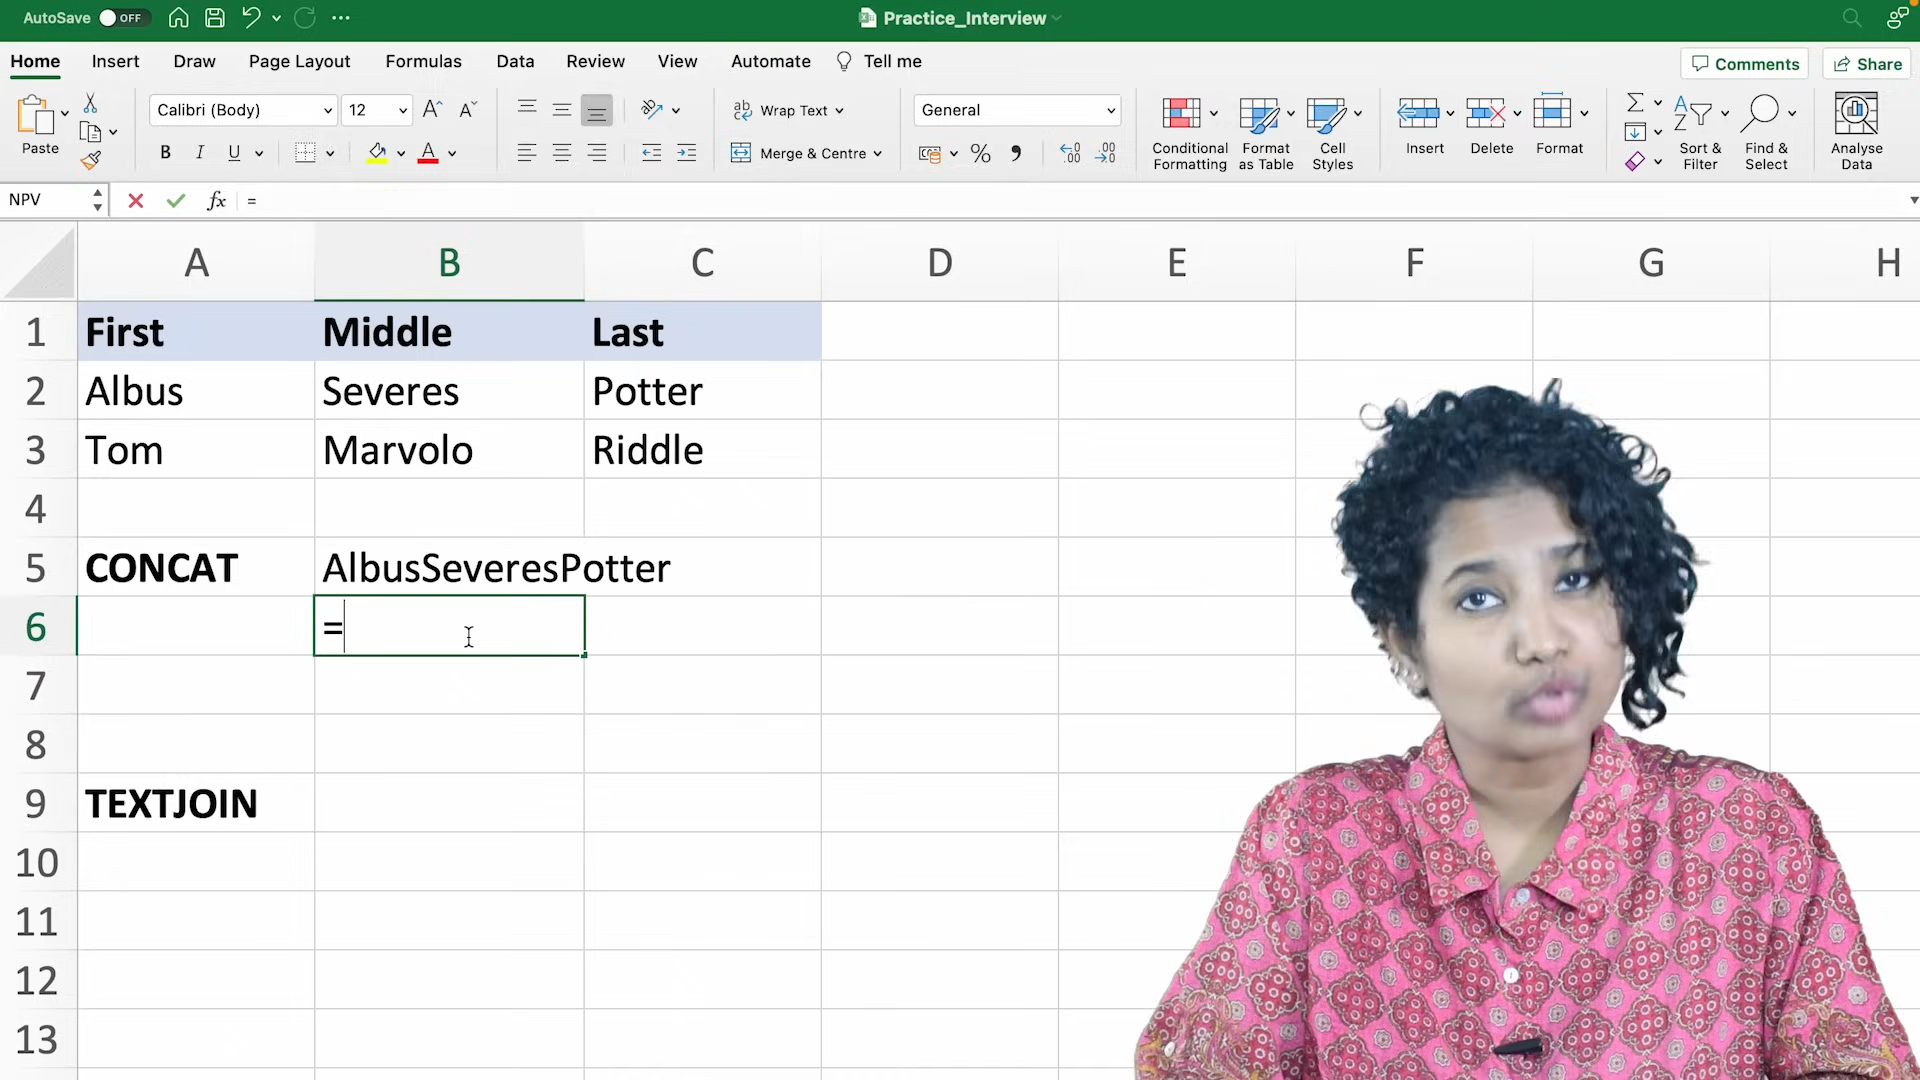 AutoSave OFF Practice_Interview
Home Insert Draw Page Layout Formulas Data Review View Automate Tell me Comments Share
Paste Calibri (Body) 12 Wrap Text General Conditional Formatting Format as Table Cell Styles Insert Delete Format Sort & Filter Find & Select Analyse Data
B I U A Merge & Centre % .00
NPV fx =
A B C D E F G H
1 First Middle Last
2 Albus Severes Potter
3 Tom Marvolo Riddle
4
5 CONCAT AlbusSeveresPotter
6 =
7
8
9 TEXTJOIN
10
11
12
13